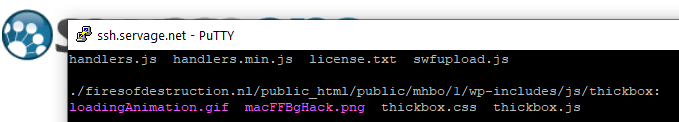 ssh.servage.net - PuTTY
handlers.js  handlers.min.js  license.txt  swfupload.js
./firesofdestruction.nl/public_html/public/mhbo/1/wp-includes/js/thickbox:
loadingAnimation.gif  macFFBgHack.png  thickbox.css  thickbox.js